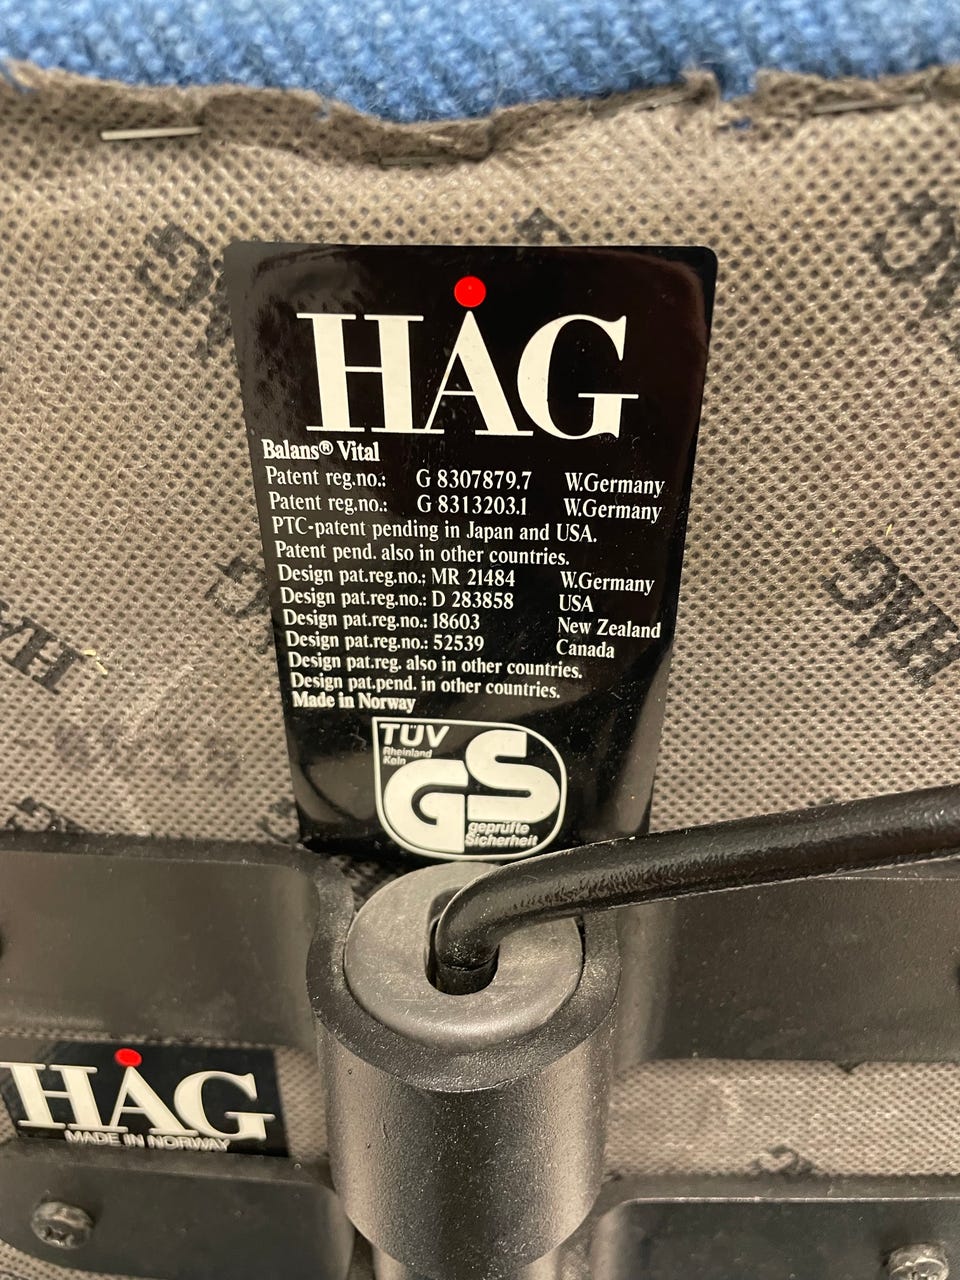 HÅG
Balans® Vital
Patent reg.no.: G 8307879.7 W.Germany
Patent reg.no.: G 8313203.1 W.Germany
PTC-patent pending in Japan and USA.
Patent pend. also in other countries.
Design pat.reg.no.: MR 21484 W.Germany
Design pat.reg.no.: D 283858 USA
Design pat.reg.no.: 18603 New Zealand
Design pat.reg.no.: 52539 Canada
Design pat.reg. also in other countries.
Design pat.pend. in other countries.
Made in Norway
TÜV
Rheinland
Köln
GS
geprüfte
Sicherheit
HÅG
MADE IN NORWAY
HAG
HAG